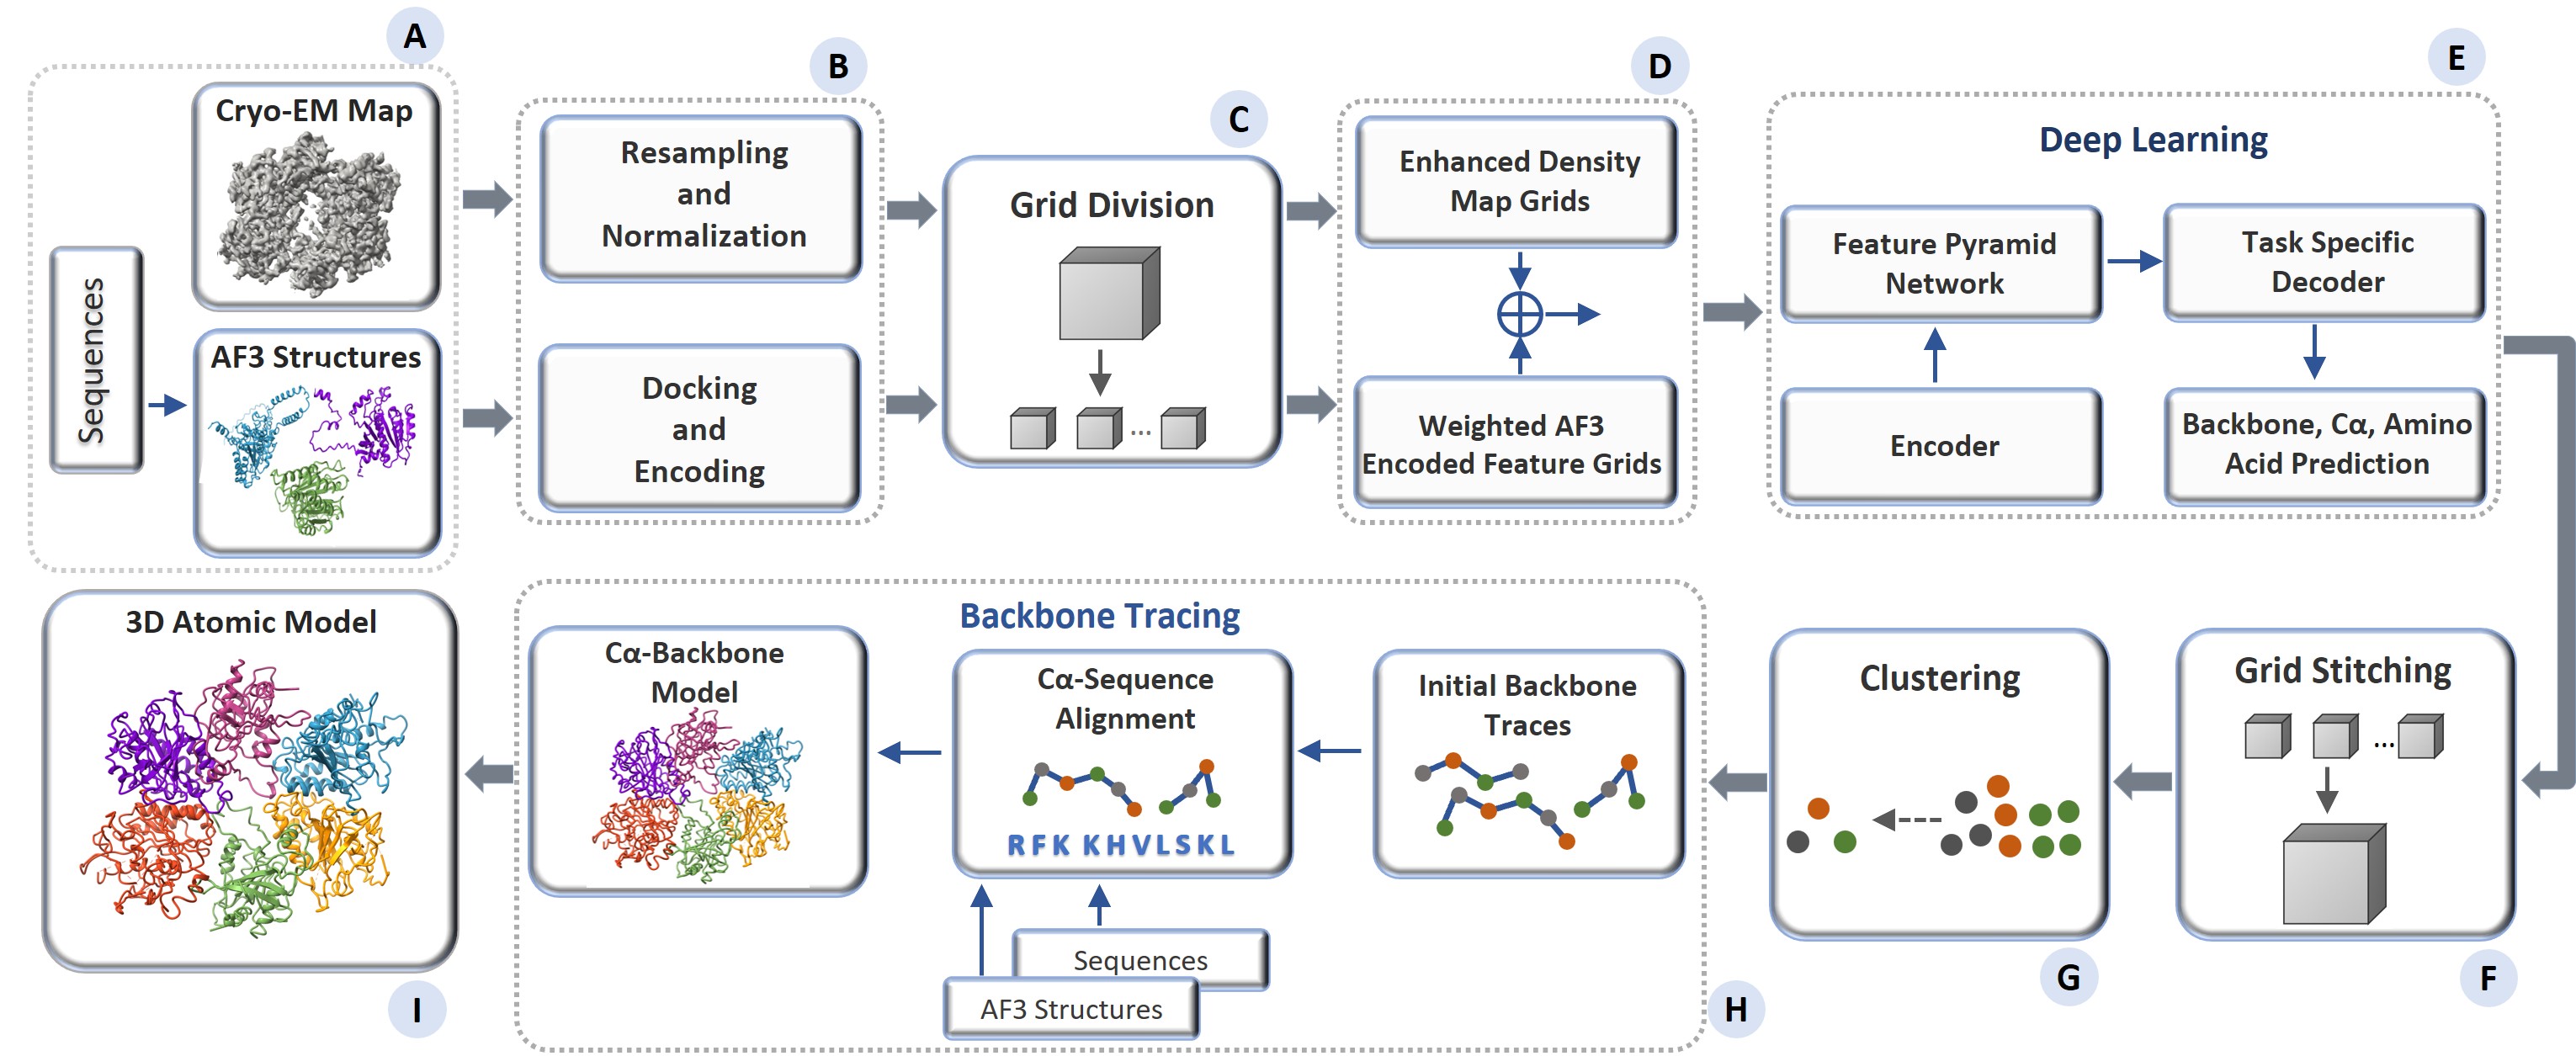 A
Cryo-EM Map
Sequences
AF3 Structures
B
Resampling
and
Normalization
Docking
and
Encoding
C
Grid Division
...
D
Enhanced Density
Map Grids
Weighted AF3
Encoded Feature Grids
E
Deep Learning
Feature Pyramid
Network
Task Specific
Decoder
Encoder
Backbone, Cα, Amino
Acid Prediction
Grid Stitching
...
F
Clustering
G
Backbone Tracing
Initial Backbone
Traces
Cα-Sequence
Alignment
RFK KHVLSKL
Sequences
AF3 Structures
Cα-Backbone
Model
H
3D Atomic Model
I